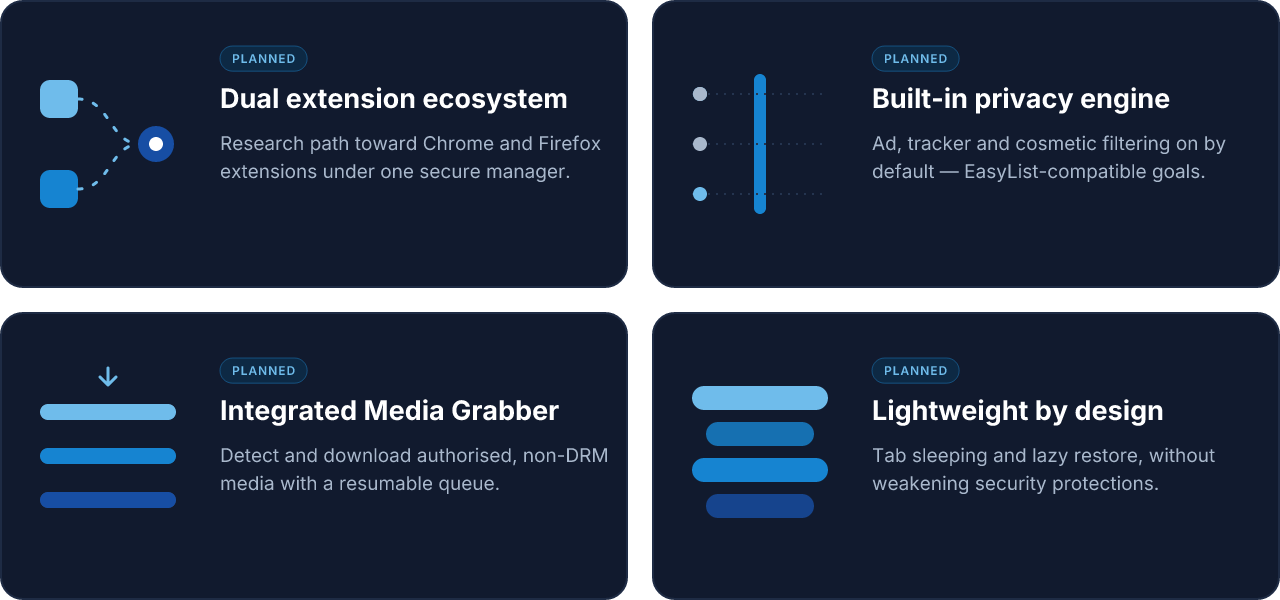 PLANNED
Dual extension ecosystem
Research path toward Chrome and Firefox
extensions under one secure manager.
PLANNED
Built-in privacy engine
Ad, tracker and cosmetic filtering on by
default — EasyList-compatible goals.
PLANNED
Integrated Media Grabber
Detect and download authorised, non-DRM
media with a resumable queue.
PLANNED
Lightweight by design
Tab sleeping and lazy restore, without
weakening security protections.